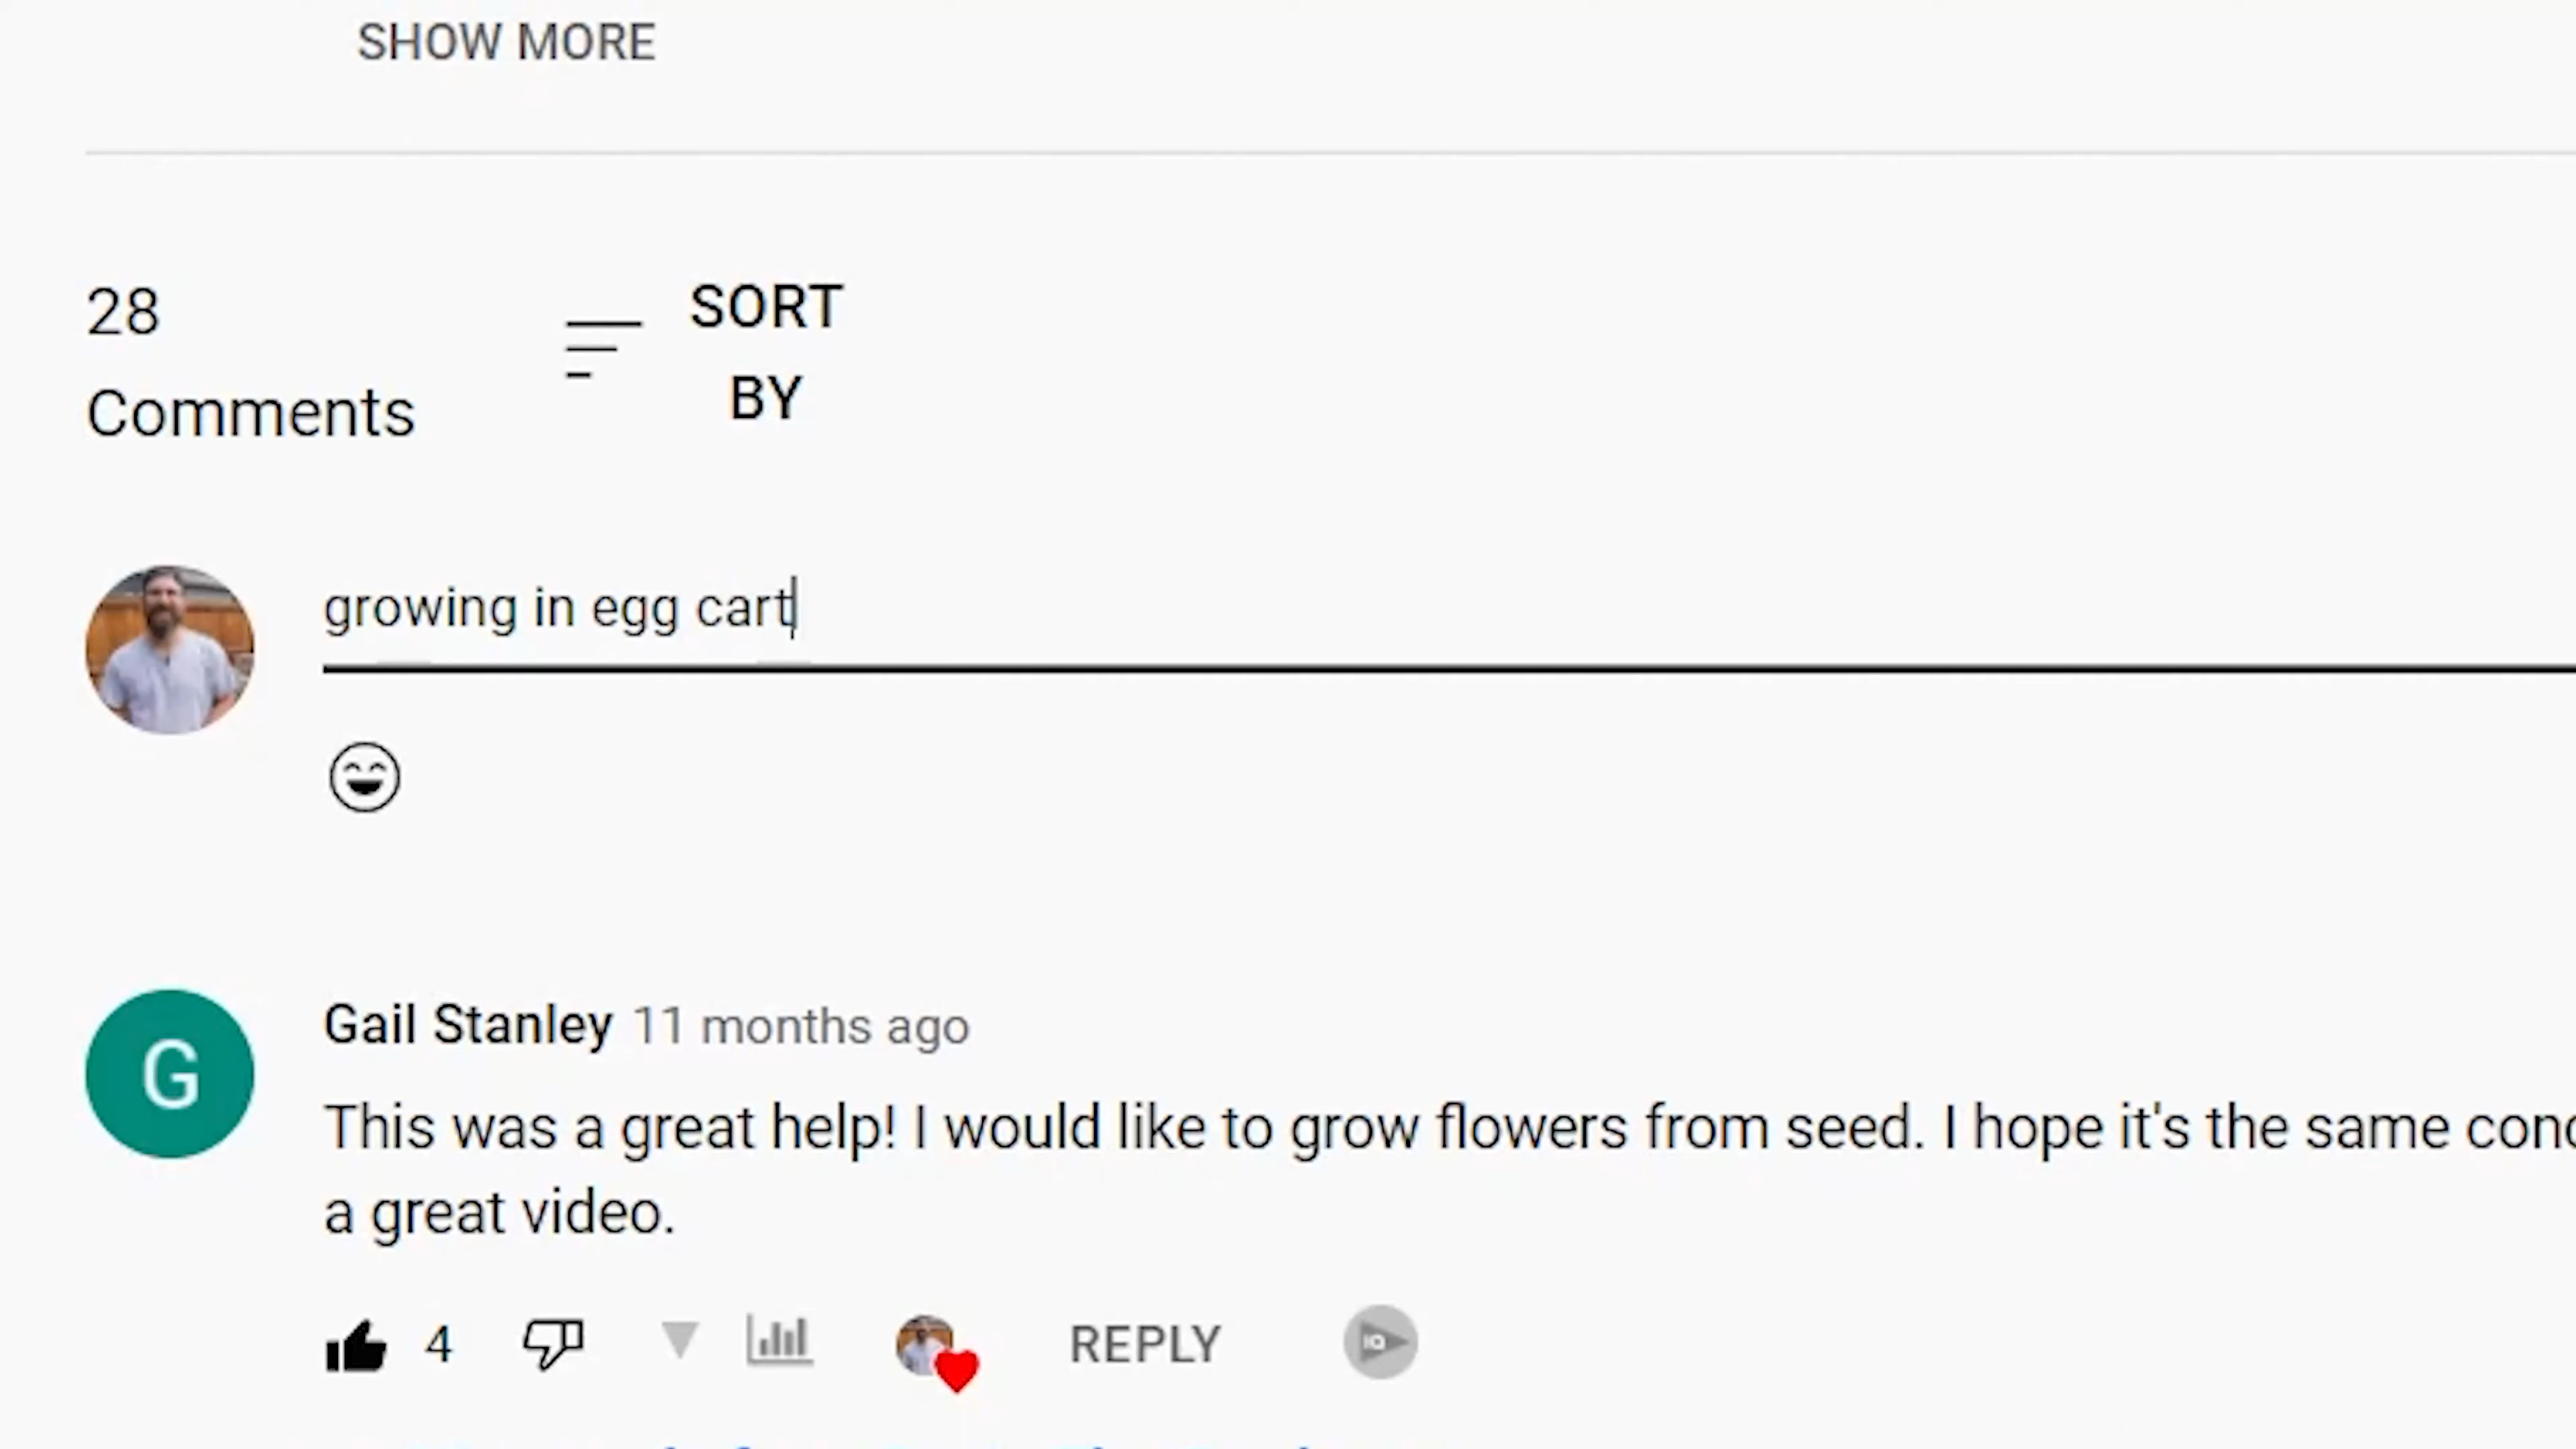 SHOW MORE
28
Comments
SORT
BY
growing in egg cart
G
Gail Stanley 11 months ago
This was a great help! I would like to grow flowers from seed. I hope it's the same
a great video.
4
REPLY
IQ